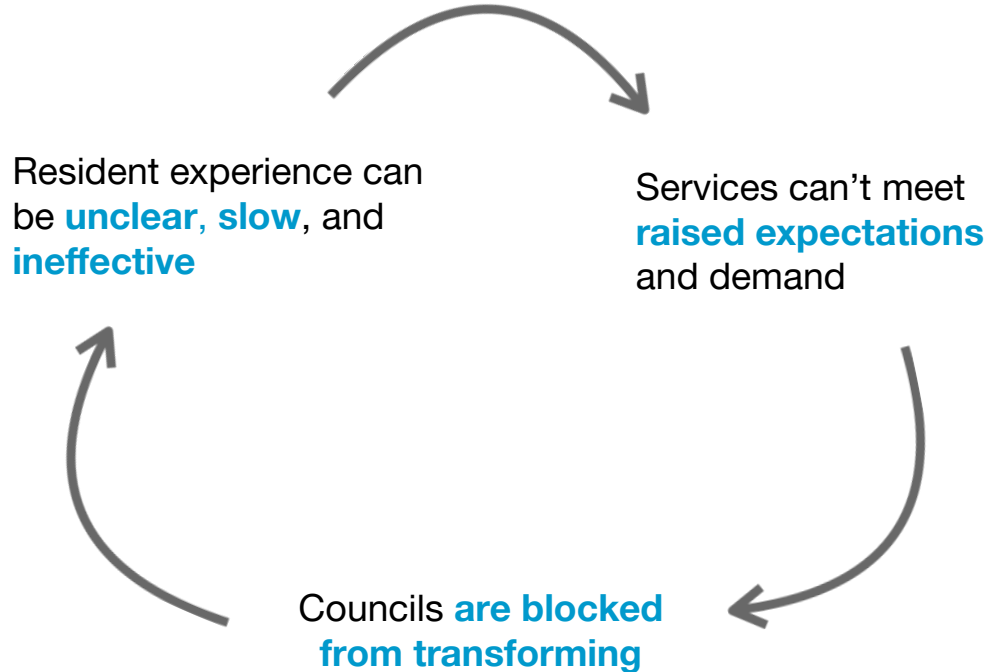 Resident experience can
be unclear, slow, and
ineffective
Services can’t meet
raised expectations
and demand
Councils are blocked
from transforming